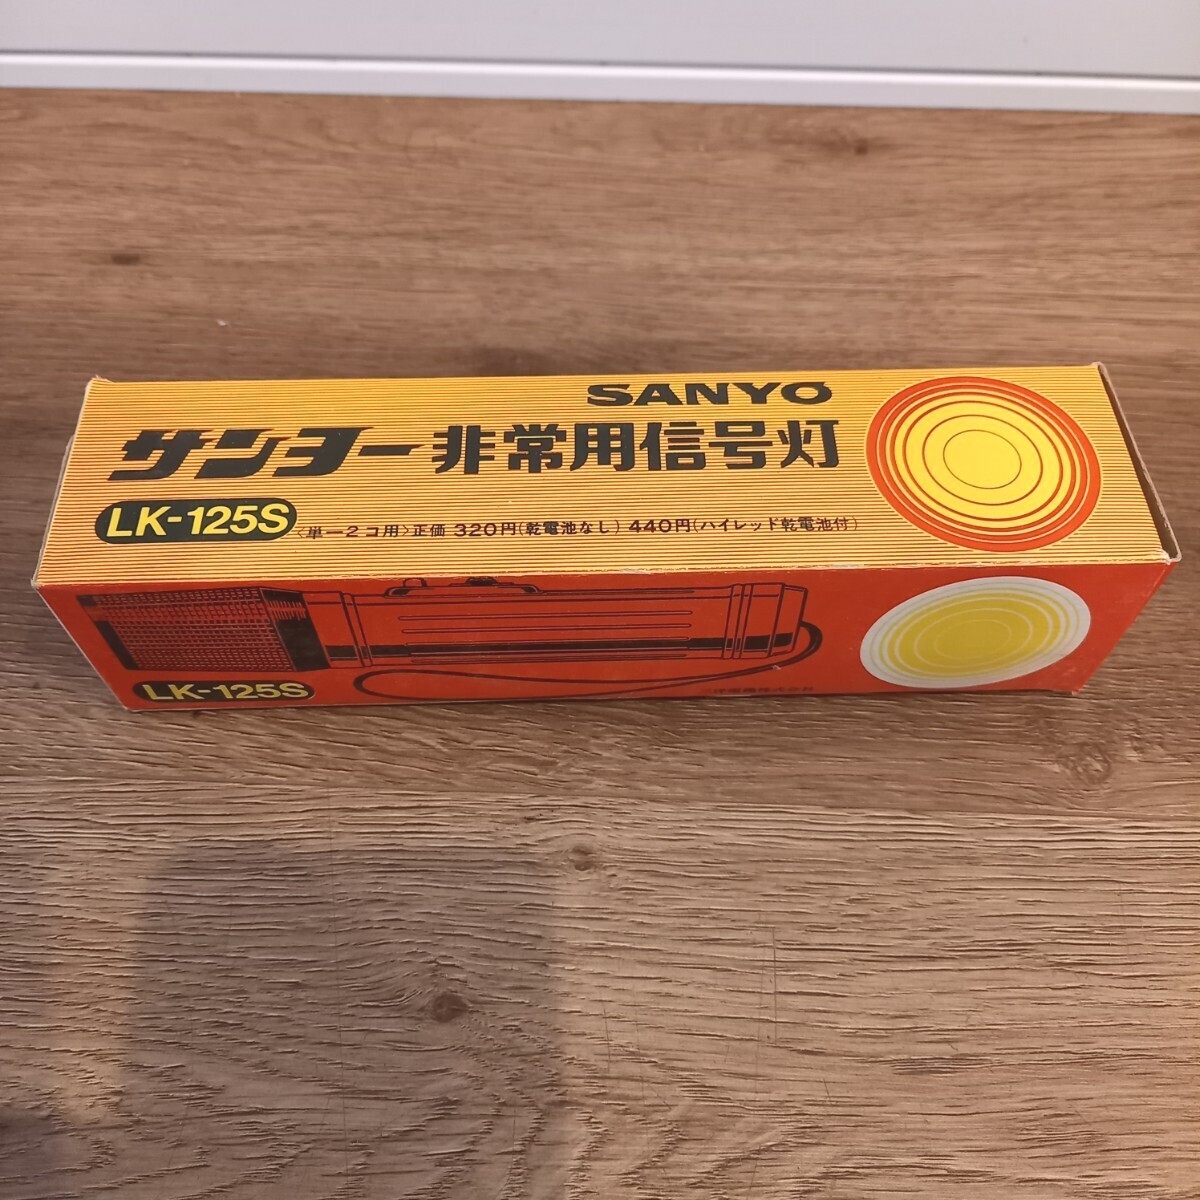 SANYO
サンヨー非常用信号灯
LK-125S
〈単一2コ用〉正価 320円(乾電池なし) 440円(ハイレッド乾電池付)
LK-125S